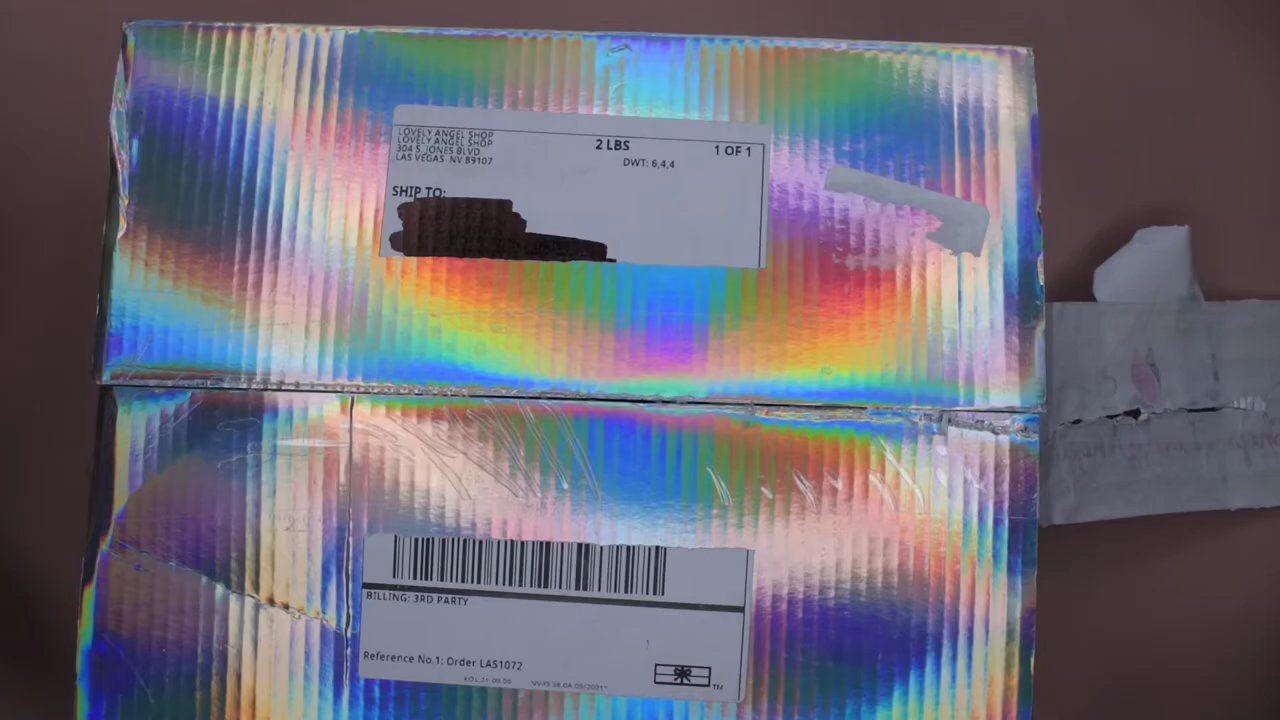 LOVELY ANGEL SHOP
LOVELY ANGEL SHOP
304 S. JONES BLVD
LAS VEGAS NV 89107
2 LBS
1 OF 1
DWT: 6,4,4
SHIP TO:
BILLING: 3RD PARTY
Reference No.1: Order LAS1072
TM